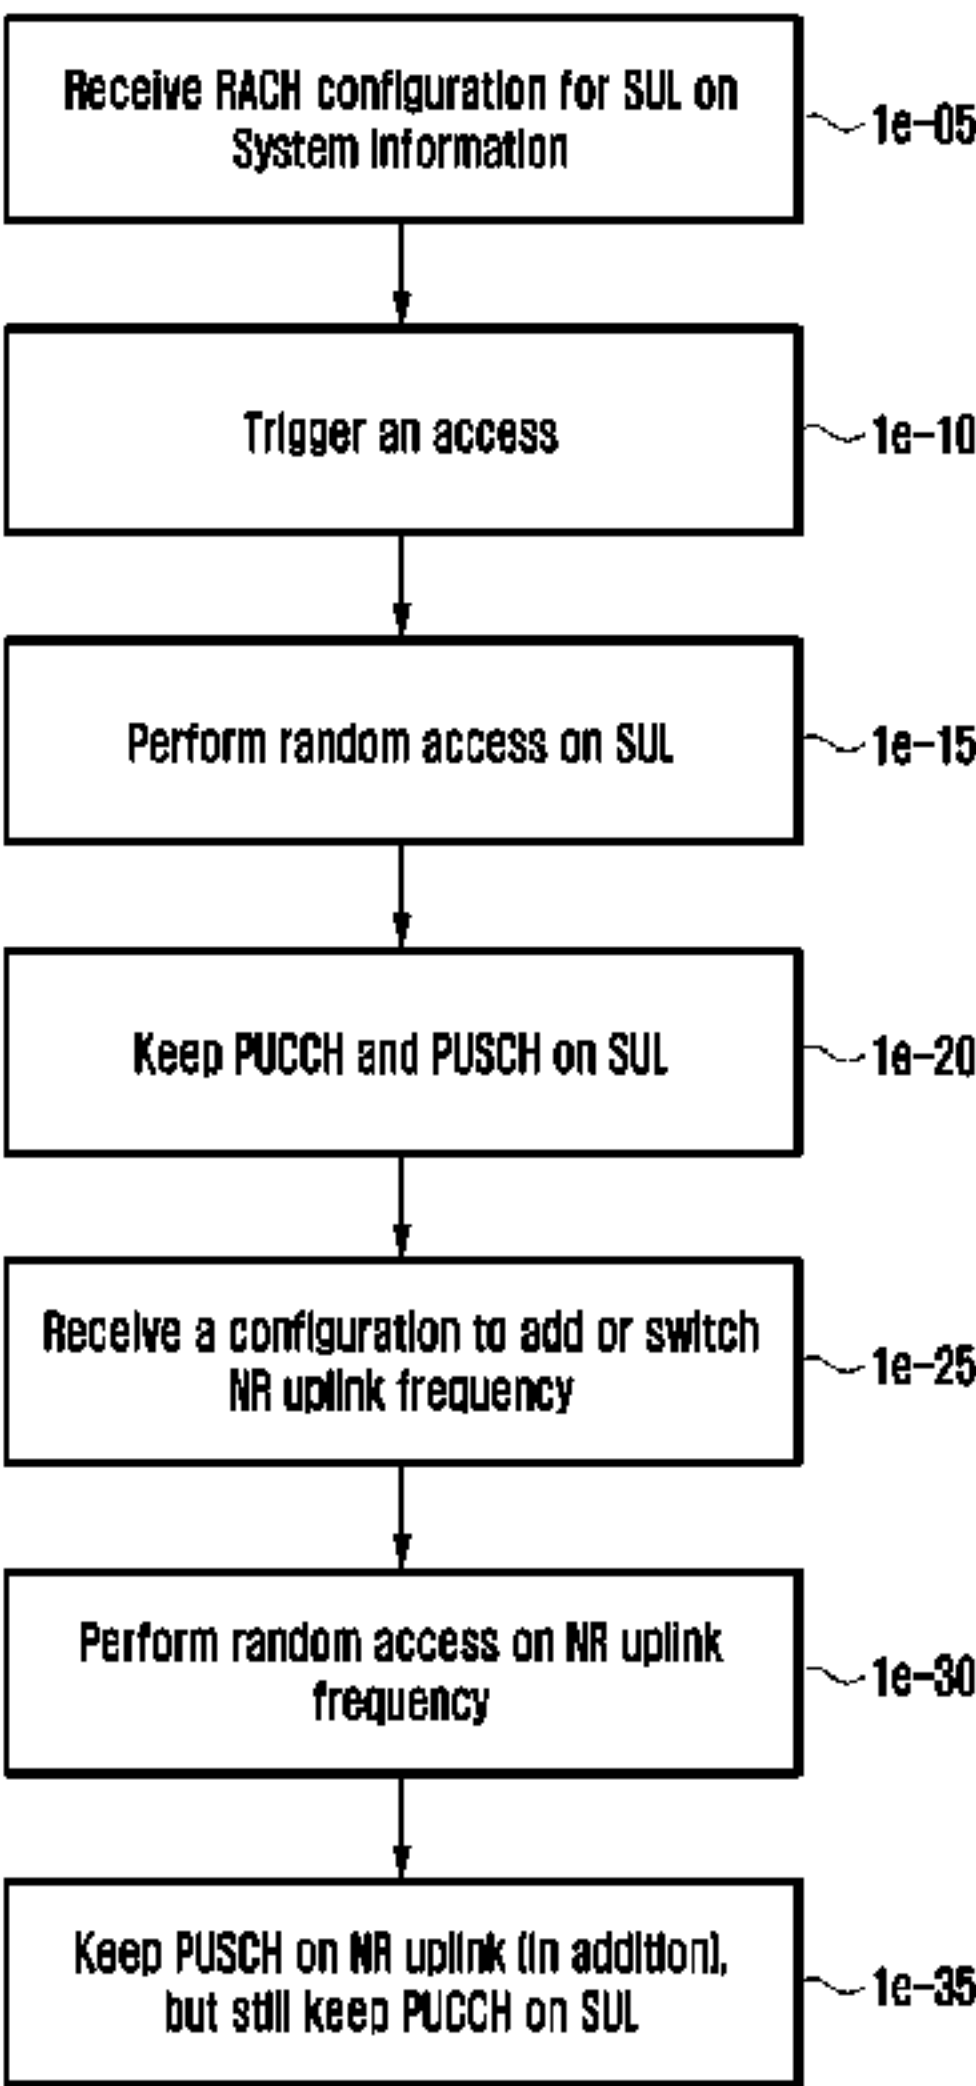 Receive RACH configuration for SUL on
System Information
1e-05
Trigger an access
1e-10
Perform random access on SUL
1e-15
Keep PUCCH and PUSCH on SUL
1e-20
Receive a configuration to add or switch
NR uplink frequency
1e-25
Perform random access on NR uplink
frequency
1e-30
Keep PUSCH on NR uplink (in addition),
but still keep PUCCH on SUL
1e-35